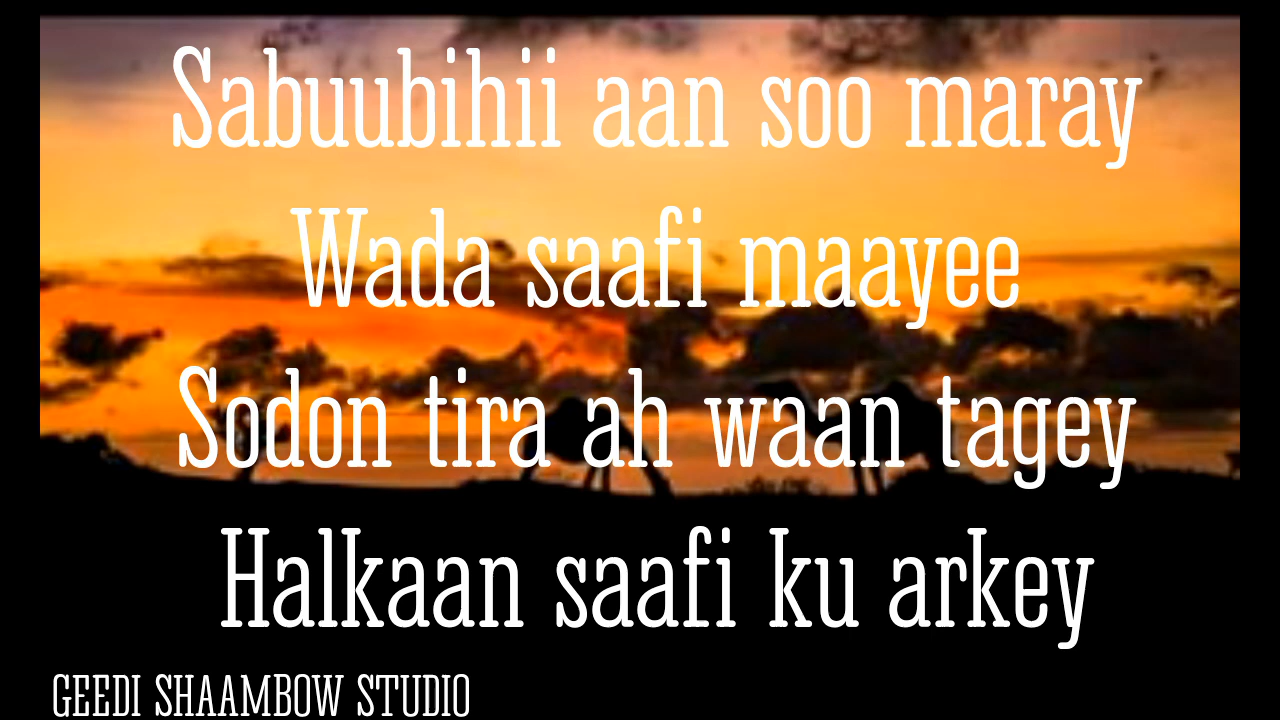 Sabuubihii aan soo maray
Wada saafi maayee
Sodon tira ah waan tagey
Halkaan saafi ku arkey
GEEDI SHAAMBOW STUDIO